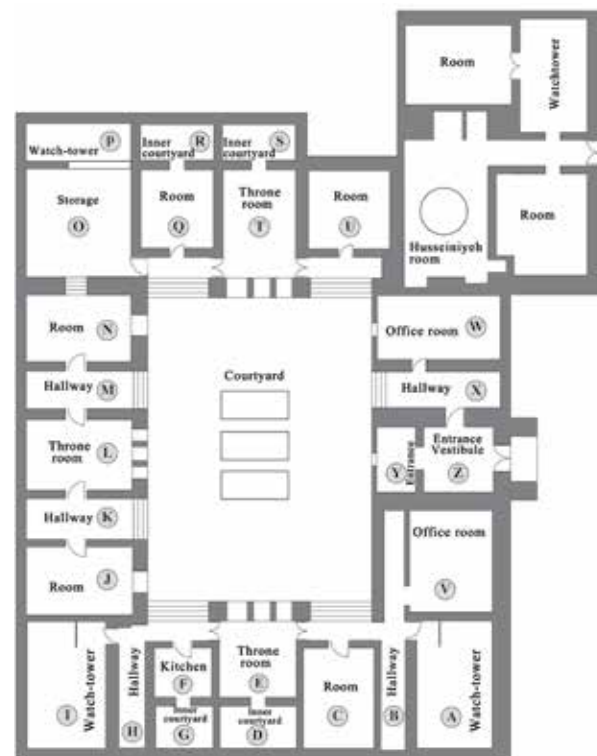 Room
Watchtower
Watch-tower
P
Inner
courtyard
R
Inner
courtyard
S
Storage
O
Room
Q
Throne
room
T
Room
U
Husseiniyeh
room
Room
Room
N
Office room
W
Hallway
M
Courtyard
Hallway
X
Throne
room
L
Entrance
Y
Entrance
Vestibule
Z
Hallway
K
Office room
V
Room
J
Watch-tower
I
Hallway
H
Kitchen
F
Throne
room
E
Room
C
Hallway
B
Watch-tower
A
Inner
courtyard
G
Inner
courtyard
D